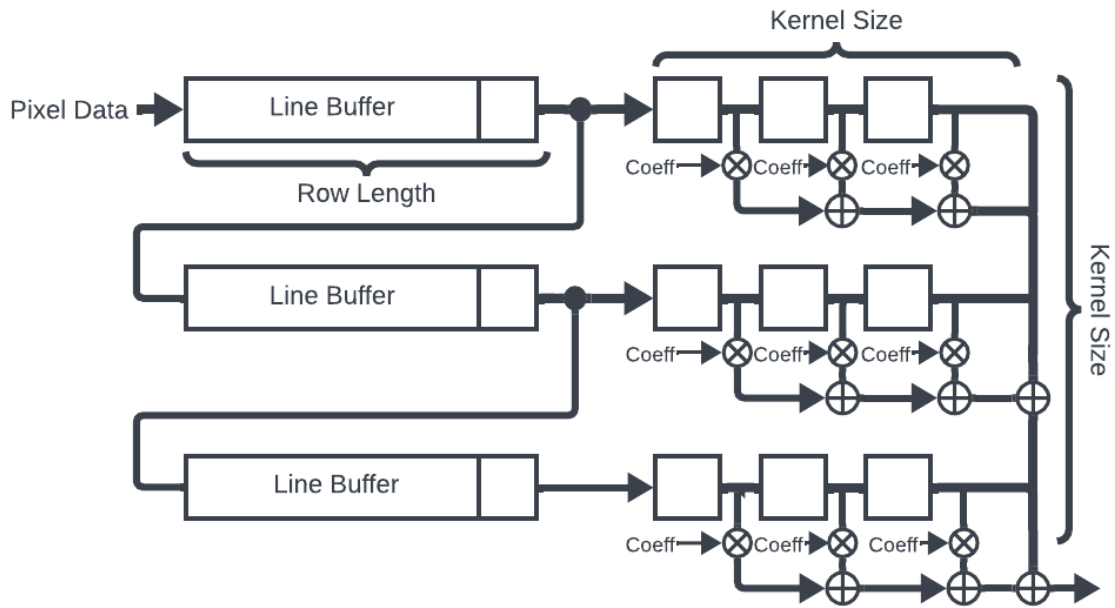 Kernel Size
Pixel Data
Line Buffer
Row Length
Coeff
Coeff
Coeff
Line Buffer
Coeff
Coeff
Coeff
Kernel Size
Line Buffer
Coeff
Coeff
Coeff